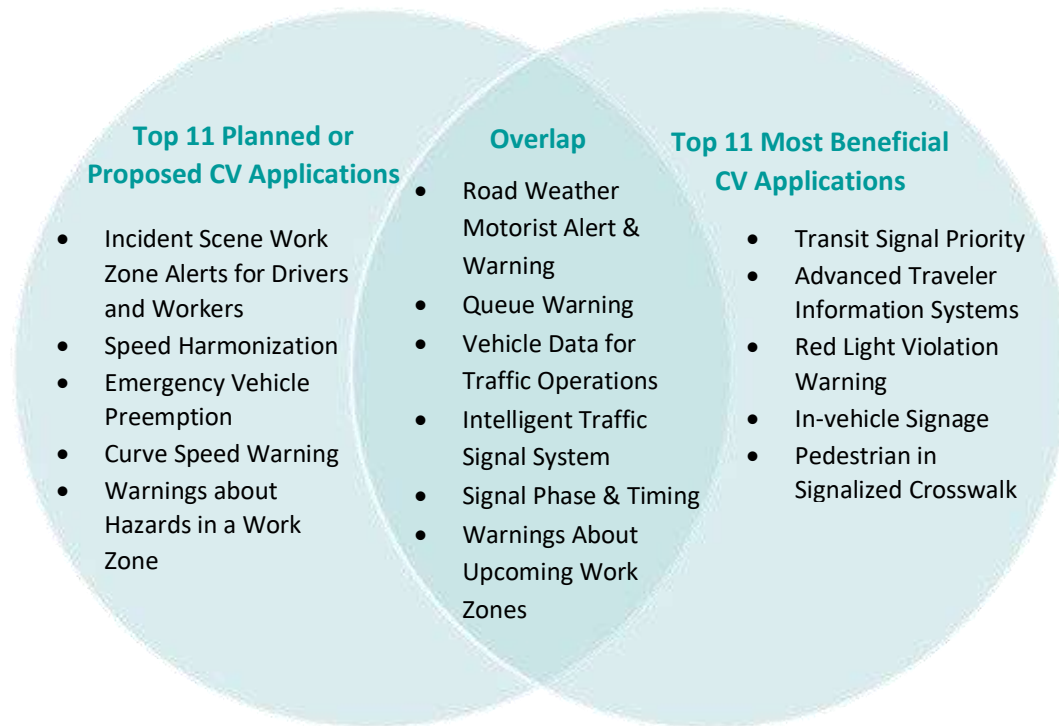 Top 11 Planned or
Proposed CV Applications
• Incident Scene Work
Zone Alerts for Drivers
and Workers
• Speed Harmonization
• Emergency Vehicle
Preemption
• Curve Speed Warning
• Warnings about
Hazards in a Work
Zone
Overlap
• Road Weather
Motorist Alert &
Warning
• Queue Warning
• Vehicle Data for
Traffic Operations
• Intelligent Traffic
Signal System
• Signal Phase & Timing
• Warnings About
Upcoming Work
Zones
Top 11 Most Beneficial
CV Applications
• Transit Signal Priority
• Advanced Traveler
Information Systems
• Red Light Violation
Warning
• In-vehicle Signage
• Pedestrian in
Signalized Crosswalk